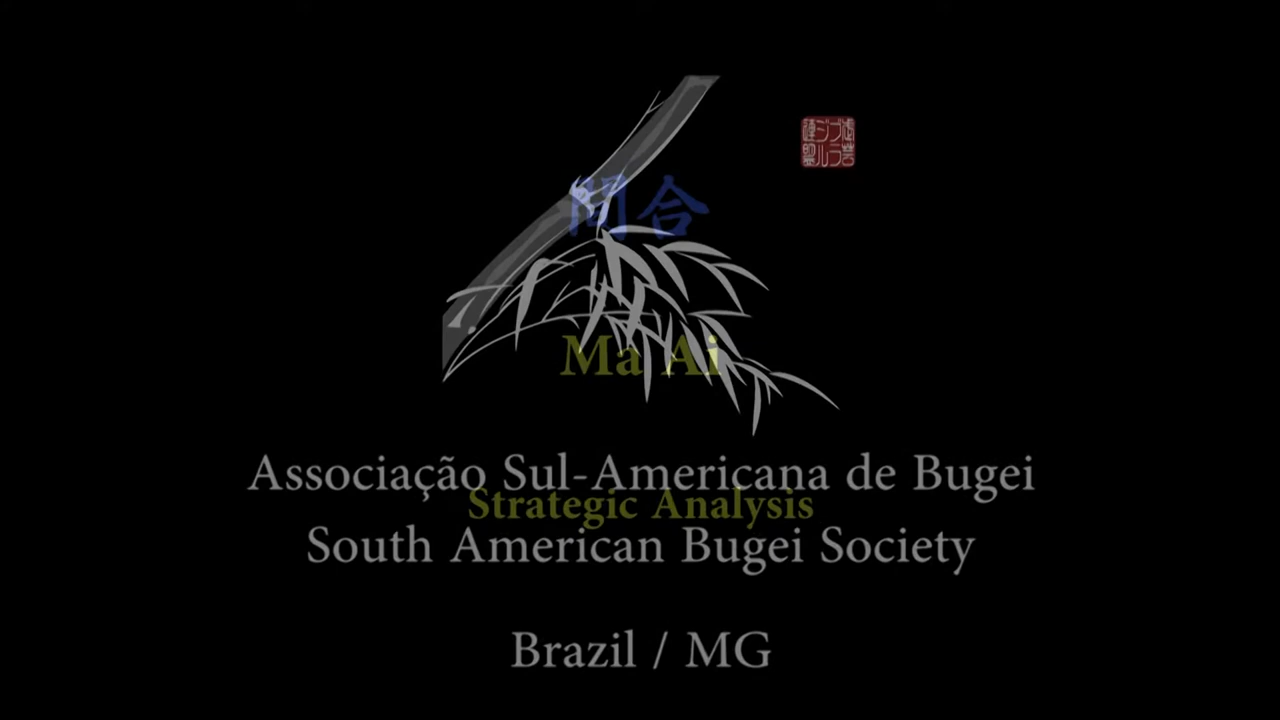 間合
Ma Ai
Associação Sul-Americana de Bugei
Strategic Analysis
South American Bugei Society
Brazil / MG